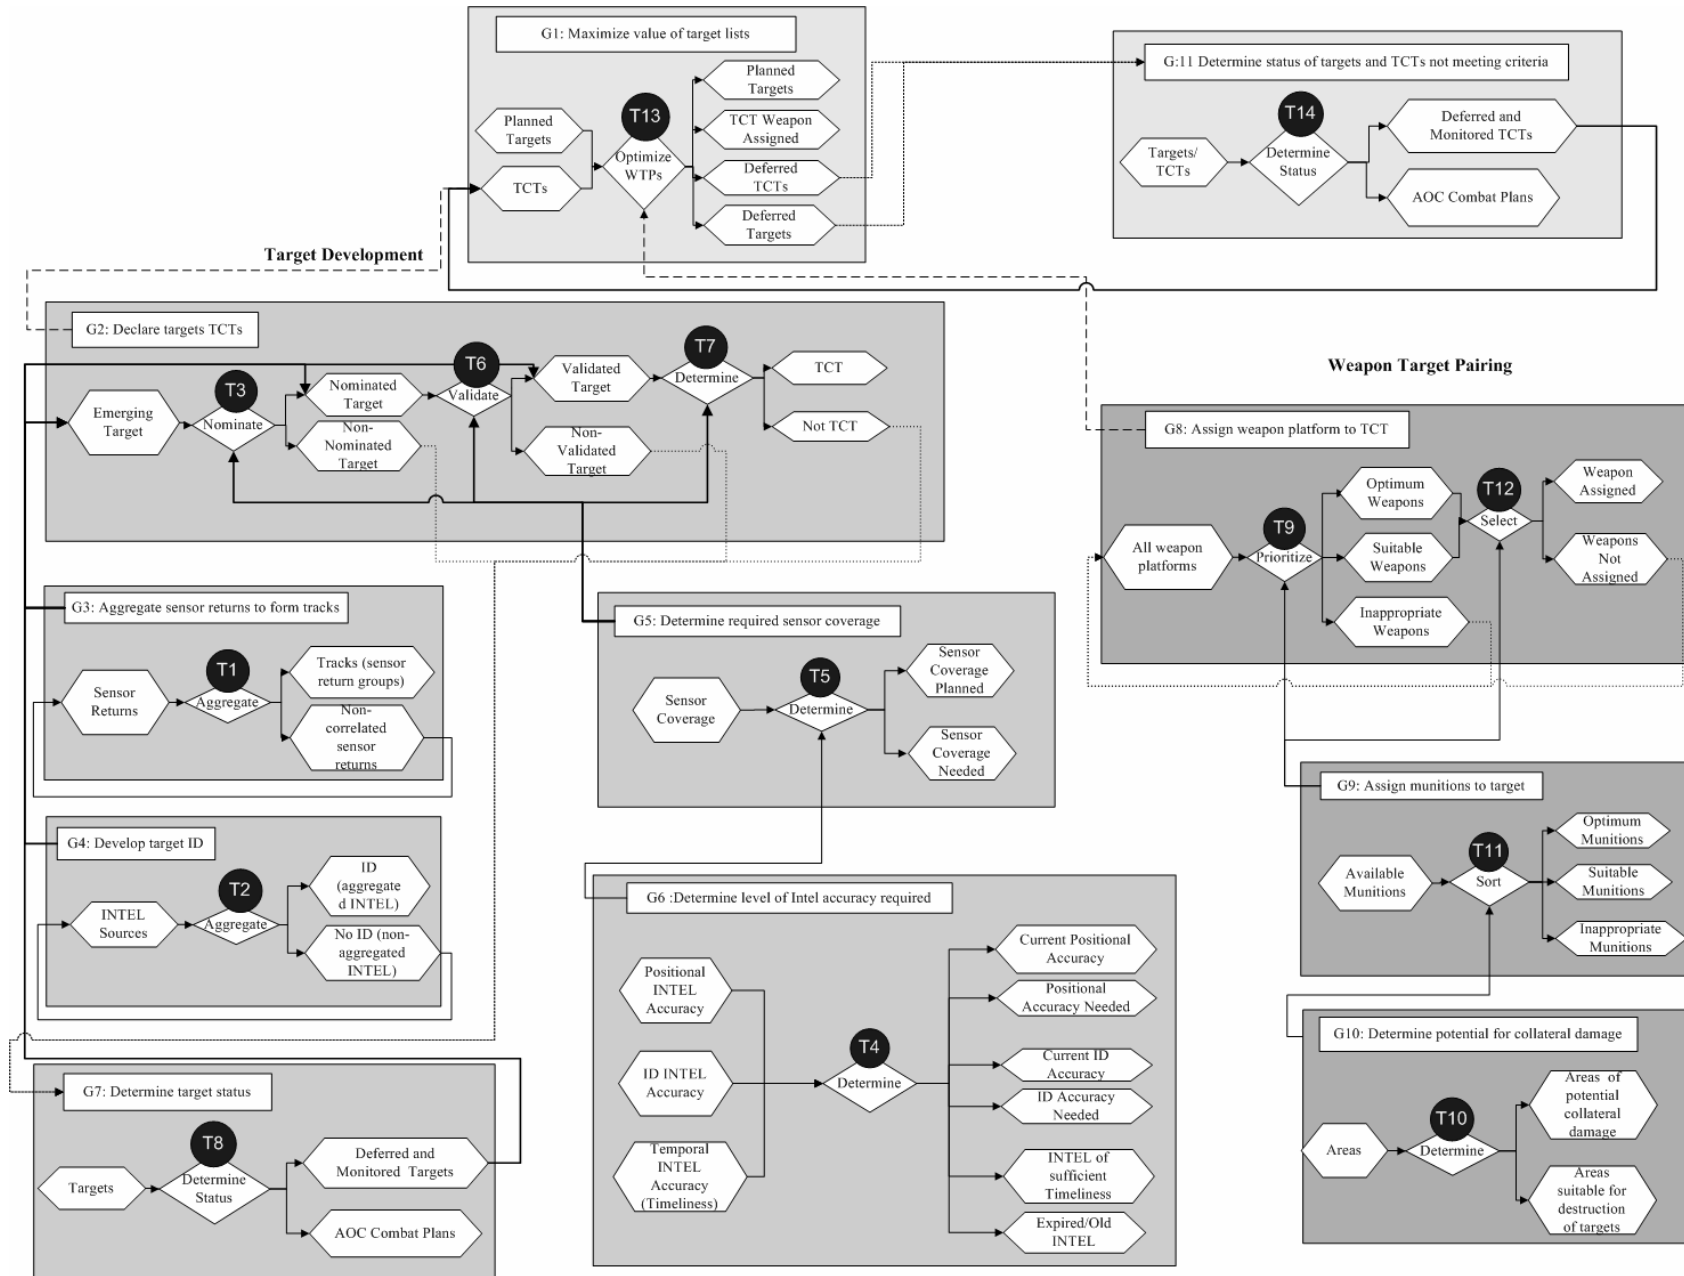 G1: Maximize value of target lists
Planned
Targets
TCTs
T13
Optimize
WTPs
Planned
Targets
TCT Weapon
Assigned
Deferred
TCTs
Deferred
Targets
G:11 Determine status of targets and TCTs not meeting criteria
Targets/
TCTs
T14
Determine
Status
Deferred and
Monitored TCTs
AOC Combat Plans
Target Development
G2: Declare targets TCTs
Emerging
Target
T3
Nominate
Nominated
Target
Non-
Nominated
Target
T6
Validate
Validated
Target
Non-
Validated
Target
T7
Determine
TCT
Not TCT
Weapon Target Pairing
G8: Assign weapon platform to TCT
All weapon
platforms
T9
Prioritize
Optimum
Weapons
Suitable
Weapons
Inappropriate
Weapons
T12
Select
Weapon
Assigned
Weapons
Not
Assigned
G3: Aggregate sensor returns to form tracks
Sensor
Returns
T1
Aggregate
Tracks (sensor
return groups)
Non-
correlated
sensor
returns
G5: Determine required sensor coverage
Sensor
Coverage
T5
Determine
Sensor
Coverage
Planned
Sensor
Coverage
Needed
G9: Assign munitions to target
Available
Munitions
T11
Sort
Optimum
Munitions
Suitable
Munitions
Inappropriate
Munitions
G4: Develop target ID
INTEL
Sources
T2
Aggregate
ID
(aggregate
d INTEL)
No ID (non-
aggregated
INTEL)
G6 :Determine level of Intel accuracy required
Positional
INTEL
Accuracy
ID INTEL
Accuracy
Temporal
INTEL
Accuracy
(Timeliness)
T4
Determine
Current Positional
Accuracy
Positional
Accuracy Needed
Current ID
Accuracy
ID Accuracy
Needed
INTEL of
sufficient
Timeliness
Expired/Old
INTEL
G10: Determine potential for collateral damage
Areas
T10
Determine
Areas of
potential
collateral
damage
Areas
suitable for
destruction
of targets
G7: Determine target status
Targets
T8
Determine
Status
Deferred and
Monitored Targets
AOC Combat Plans